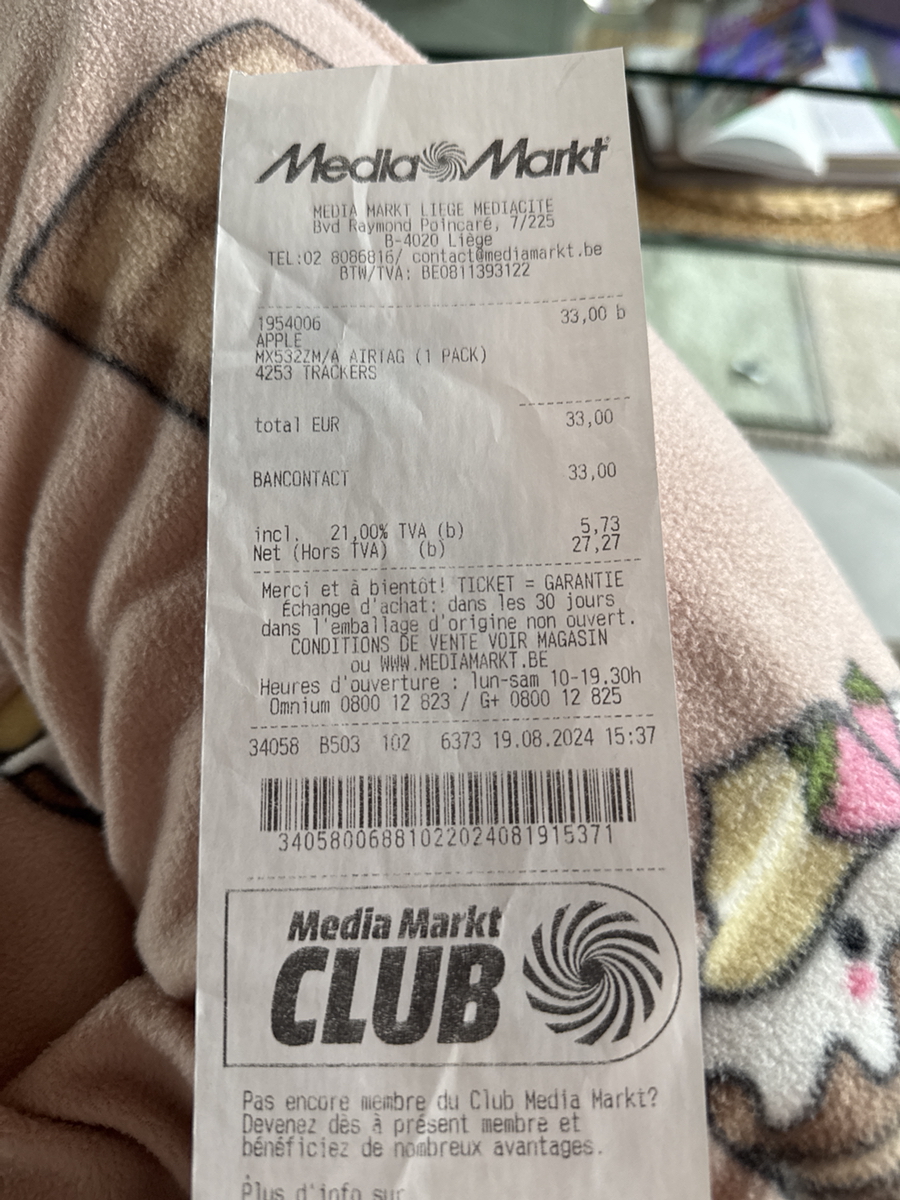 Media Markt
MEDIA MARKT LIEGE MEDIACITE
Bvd Raymond Poincaré, 7/225
B-4020 Liège
TEL:02 8086816/ contact@mediamarkt.be
BTW/TVA: BE0811393122
1954006 33,00 b
APPLE
MX532ZM/A AIRTAG (1 PACK)
4253 TRACKERS
total EUR 33,00
BANCONTACT 33,00
incl. 21,00% TVA (b) 5,73
Net (Hors TVA) (b) 27,27
Merci et à bientôt! TICKET = GARANTIE
Échange d'achat: dans les 30 jours
dans l'emballage d'origine non ouvert.
CONDITIONS DE VENTE VOIR MAGASIN
ou WWW.MEDIAMARKT.BE
Heures d'ouverture : lun-sam 10-19.30h
Omnium 0800 12 823 / G+ 0800 12 825
34058 B503 102 6373 19.08.2024 15:37
34058006881022024081915371
Media Markt
CLUB
Pas encore membre du Club Media Markt?
Devenez dès à présent membre et
bénéficiez de nombreux avantages.
Plus d'info sur